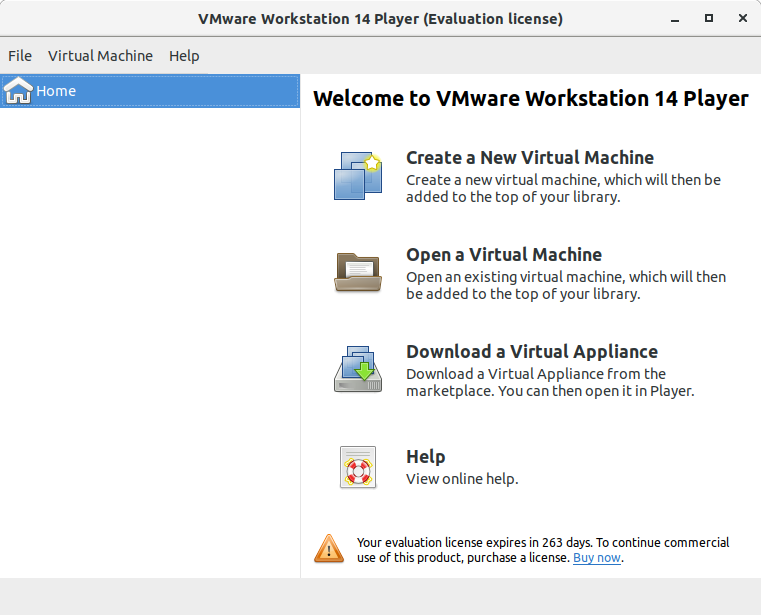 VMware Workstation 14 Player (Evaluation license)
File Virtual Machine Help
Home
Welcome to VMware Workstation 14 Player
Create a New Virtual Machine
Create a new virtual machine, which will then be
added to the top of your library.
Open a Virtual Machine
Open an existing virtual machine, which will then
be added to the top of your library.
Download a Virtual Appliance
Download a Virtual Appliance from the
marketplace. You can then open it in Player.
Help
View online help.
Your evaluation license expires in 263 days. To continue commercial
use of this product, purchase a license. Buy now.